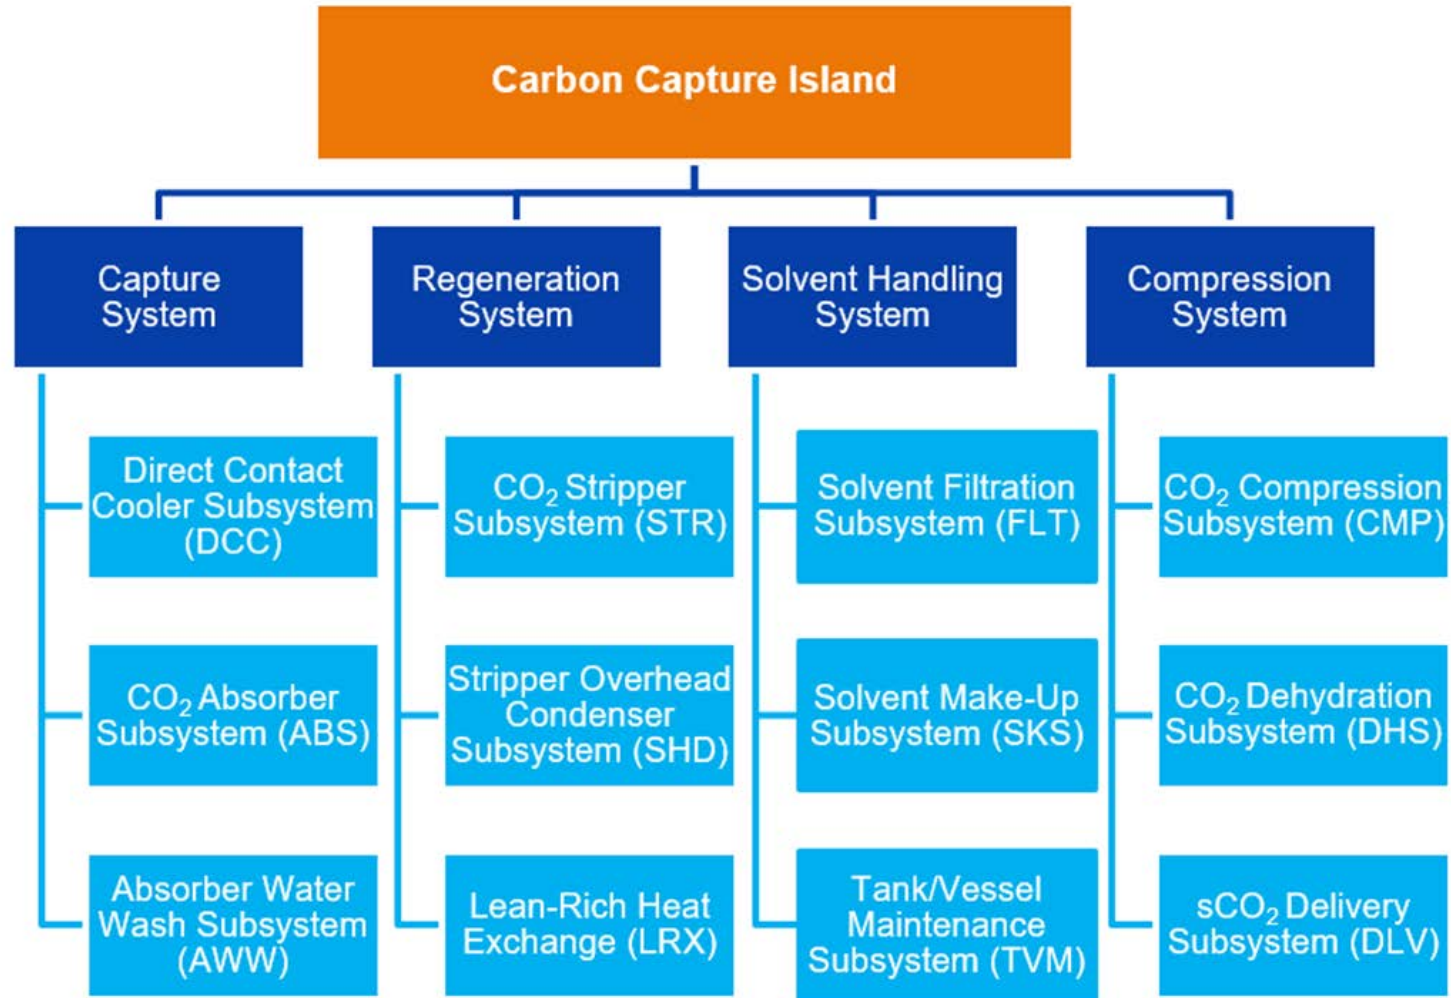 Carbon Capture Island
Capture
System
Regeneration
System
Solvent Handling
System
Compression
System
Direct Contact
Cooler Subsystem
(DCC)
CO₂ Stripper
Subsystem (STR)
Solvent Filtration
Subsystem (FLT)
CO₂ Compression
Subsystem (CMP)
CO₂ Absorber
Subsystem (ABS)
Stripper Overhead
Condenser
Subsystem (SHD)
Solvent Make-Up
Subsystem (SKS)
CO₂ Dehydration
Subsystem (DHS)
Absorber Water
Wash Subsystem
(AWW)
Lean-Rich Heat
Exchange (LRX)
Tank/Vessel
Maintenance
Subsystem (TVM)
sCO₂ Delivery
Subsystem (DLV)